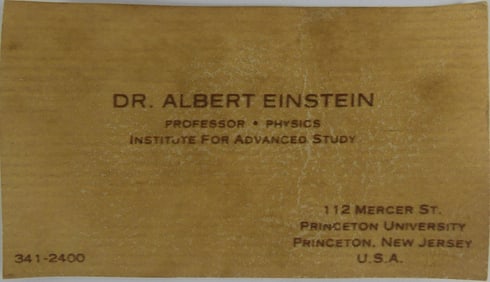 DR. ALBERT EINSTEIN
PROFESSOR • PHYSICS
INSTITUTE FOR ADVANCED STUDY
112 MERCER ST.
PRINCETON UNIVERSITY
PRINCETON, NEW JERSEY
U.S.A.
341-2400